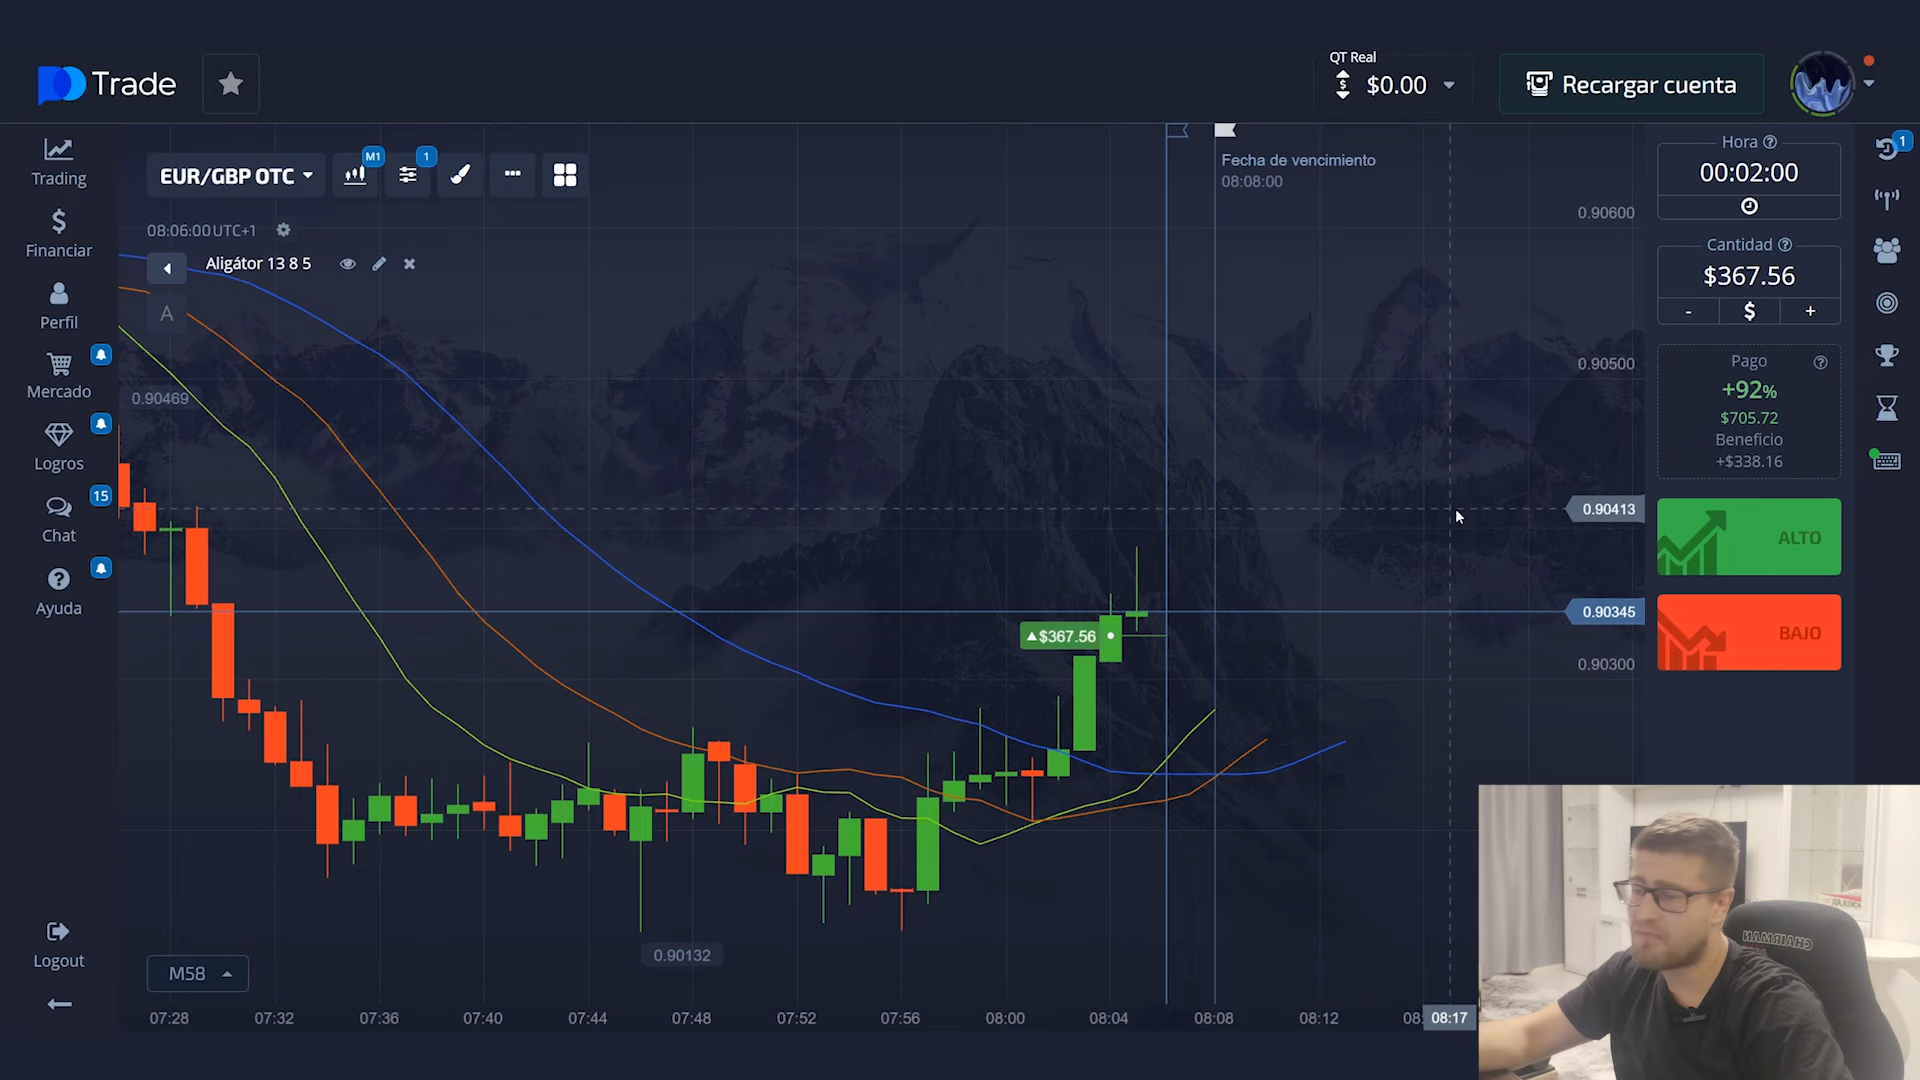 Trade
QT Real
$0.00
Recargar cuenta
Trading
Financiar
Perfil
Mercado
Logros
15
Chat
Ayuda
Logout
EUR/GBP OTC
M1
1
08:06:00 UTC+1
Aligátor 13 8 5
A
0.90469
Fecha de vencimiento
08:08:00
$367.56
0.90132
M58
0.90600
0.90500
0.90413
0.90345
0.90300
07:28
07:32
07:36
07:40
07:44
07:48
07:52
07:56
08:00
08:04
08:08
08:12
08:17
Hora
00:02:00
Cantidad
$367.56
- $ +
Pago
+92%
$705.72
Beneficio
+$338.16
ALTO
BAJO
1
CHAIRMAN